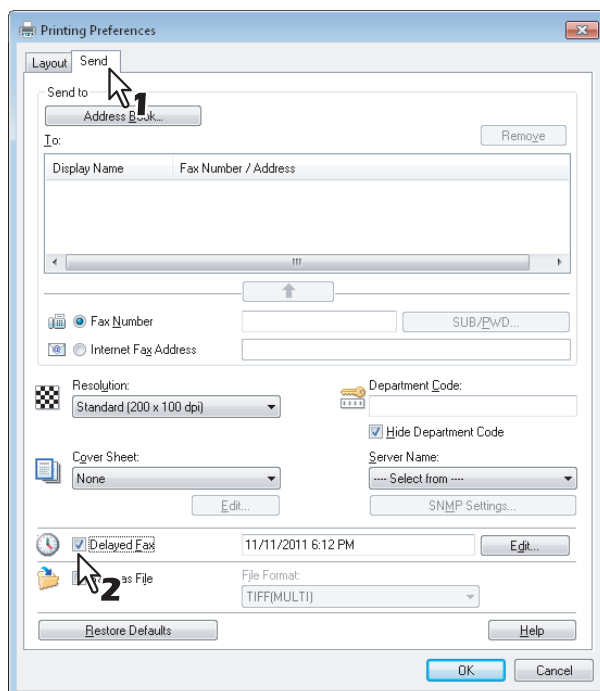 Printing Preferences
Layout Send
1
Send to
Address Book...
To:
Remove
Display Name Fax Number / Address
Fax Number
SUB/PWD...
Internet Fax Address
Resolution:
Standard (200 x 100 dpi)
Department Code:
Hide Department Code
Cover Sheet:
None
Edit...
Server Name:
---- Select from ----
SNMP Settings...
Delayed Fax 11/11/2011 6:12 PM Edit...
2
as File
File Format:
TIFF(MULTI)
Restore Defaults Help
OK Cancel